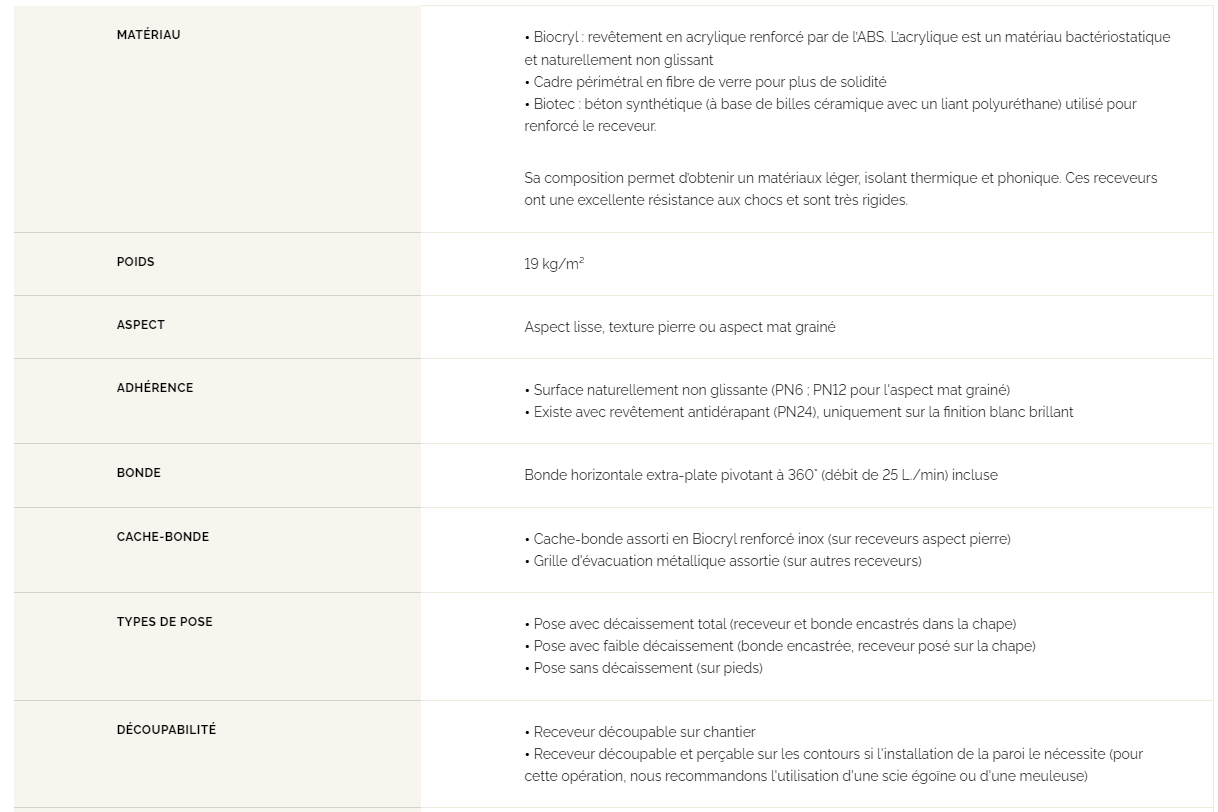 MATÉRIAU
• Biocryl : revêtement en acrylique renforcé par de l'ABS. L'acrylique est un matériau bactériostatique
et naturellement non glissant
• Cadre périmétral en fibre de verre pour plus de solidité
• Biotec : béton synthétique (à base de billes céramique avec un liant polyuréthane) utilisé pour
renforcé le receveur.
Sa composition permet d'obtenir un matériaux léger, isolant thermique et phonique. Ces receveurs
ont une excellente résistance aux chocs et sont très rigides.
POIDS
19 kg/m²
ASPECT
Aspect lisse, texture pierre ou aspect mat grainé
ADHÉRENCE
• Surface naturellement non glissante (PN6 ; PN12 pour l'aspect mat grainé)
• Existe avec revêtement antidérapant (PN24), uniquement sur la finition blanc brillant
BONDE
Bonde horizontale extra-plate pivotant à 360° (débit de 25 L./min) incluse
CACHE-BONDE
• Cache-bonde assorti en Biocryl renforcé inox (sur receveurs aspect pierre)
• Grille d'évacuation métallique assortie (sur autres receveurs)
TYPES DE POSE
• Pose avec décaissement total (receveur et bonde encastrés dans la chape)
• Pose avec faible décaissement (bonde encastrée, receveur posé sur la chape)
• Pose sans décaissement (sur pieds)
DÉCOUPABILITÉ
• Receveur découpable sur chantier
• Receveur découpable et perçable sur les contours si l'installation de la paroi le nécessite (pour
cette opération, nous recommandons l'utilisation d'une scie égoïne ou d'une meuleuse)